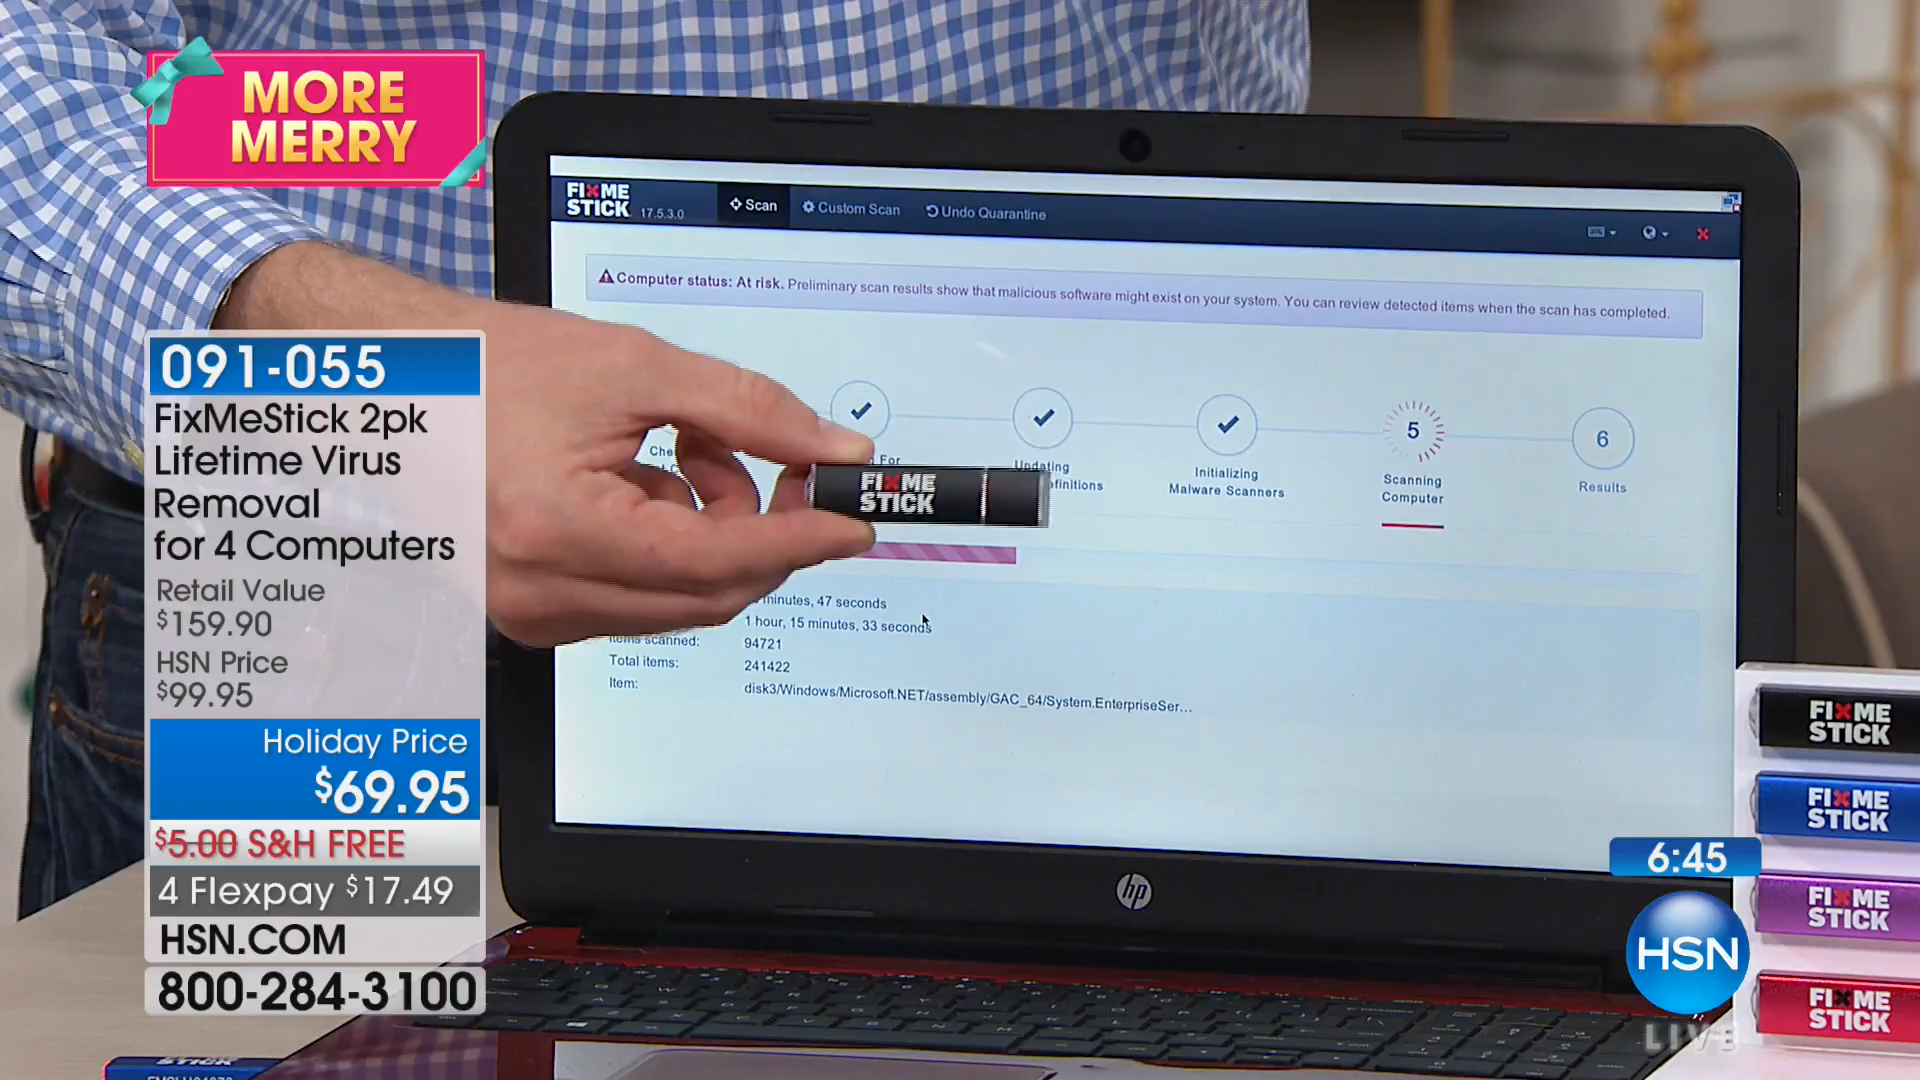 MORE
MERRY
091-055
FixMeStick 2pk
Lifetime Virus
Removal
for 4 Computers
Retail Value
$159.90
HSN Price
$99.95
Holiday Price
$69.95
$5.00 S&H FREE
4 Flexpay $17.49
HSN.COM
800-284-3100
FIXME
STICK 17.5.3.0
Scan
Custom Scan
Undo Quarantine
Computer status: At risk. Preliminary scan results show that malicious software might exist on your system. You can review detected items when the scan has completed.
For
Updating
Initializing
Malware Scanners
5
Scanning
Computer
6
Results
FIXME
STICK
minutes, 47 seconds
1 hour, 15 minutes, 33 seconds
Items scanned: 94721
Total items: 241422
Item: disk3/Windows/Microsoft.NET/assembly/GAC_64/System.EnterpriseSer...
hp
FIXME
STICK
FIXME
STICK
FIXME
STICK
FIXME
STICK
6:45
HSN
LIVE
STICK